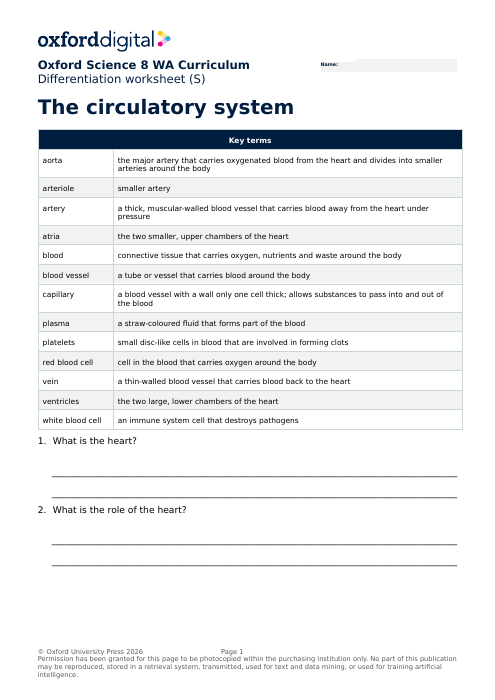 oxforddigital
Oxford Science 8 WA Curriculum
Name:
Differentiation worksheet (S)
The circulatory system
Key terms
aorta the major artery that carries oxygenated blood from the heart and divides into smaller
arteries around the body
arteriole smaller artery
artery a thick, muscular-walled blood vessel that carries blood away from the heart under
pressure
atria the two smaller, upper chambers of the heart
blood connective tissue that carries oxygen, nutrients and waste around the body
blood vessel a tube or vessel that carries blood around the body
capillary a blood vessel with a wall only one cell thick; allows substances to pass into and out of
the blood
plasma a straw-coloured fluid that forms part of the blood
platelets small disc-like cells in blood that are involved in forming clots
red blood cell cell in the blood that carries oxygen around the body
vein a thin-walled blood vessel that carries blood back to the heart
ventricles the two large, lower chambers of the heart
white blood cell an immune system cell that destroys pathogens
1. What is the heart?
2. What is the role of the heart?
© Oxford University Press 2026 Page 1
Permission has been granted for this page to be photocopied within the purchasing institution only. No part of this publication
may be reproduced, stored in a retrieval system, transmitted, used for text and data mining, or used for training artificial
intelligence.